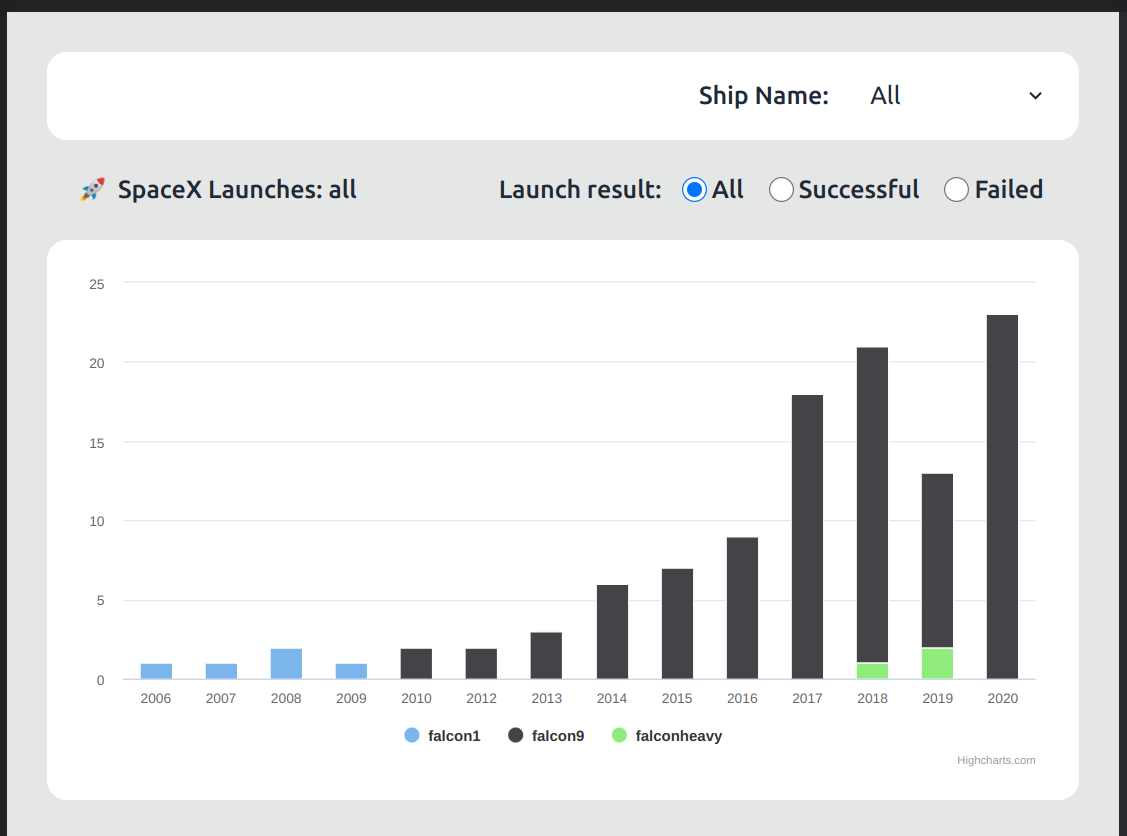 Ship Name: All
🚀 SpaceX Launches: all Launch result: All Successful Failed
25
20
15
10
5
0
2006 2007 2008 2009 2010 2012 2013 2014 2015 2016 2017 2018 2019 2020
falcon1 falcon9 falconheavy
Highcharts.com